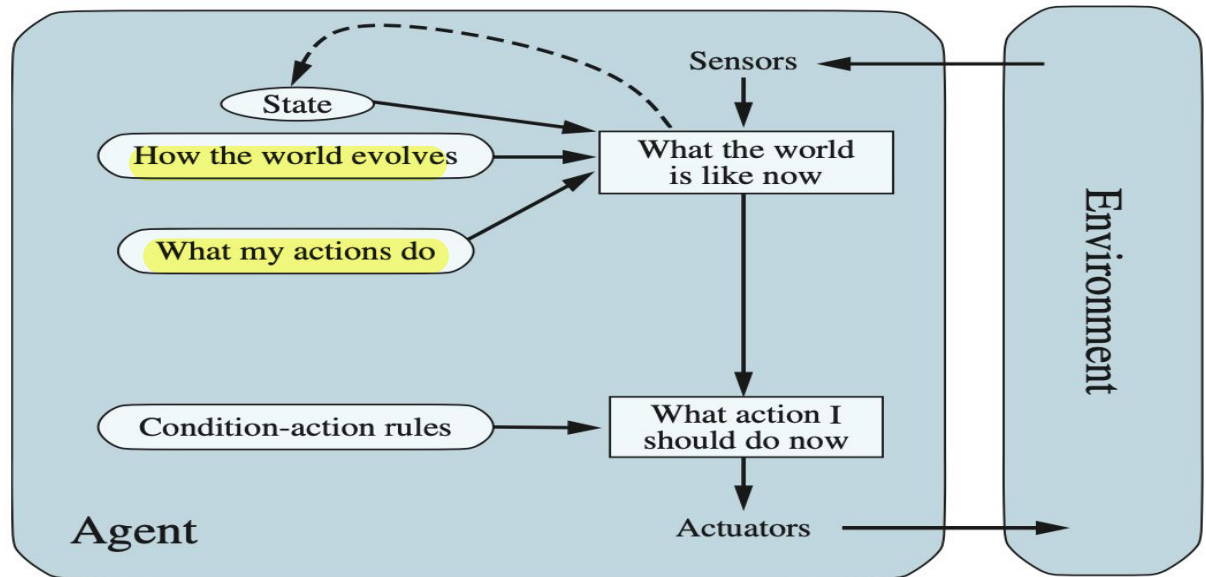 Sensors
State
How the world evolves
What the world
is like now
What my actions do
Environment
Condition-action rules
What action I
should do now
Agent
Actuators